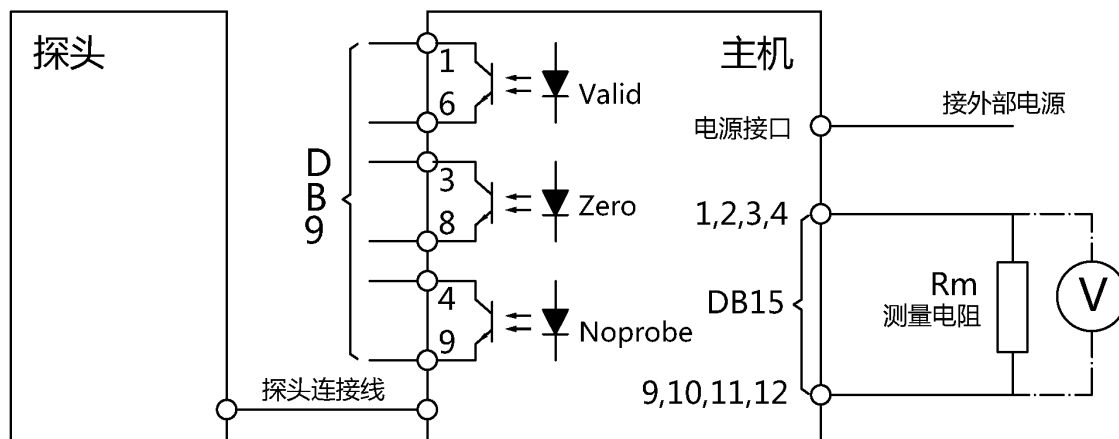 探头
主机
DB9
1
6
Valid
3
8
Zero
4
9
Noprobe
探头连接线
电源接口
接外部电源
1,2,3,4
DB15
9,10,11,12
Rm
测量电阻
V